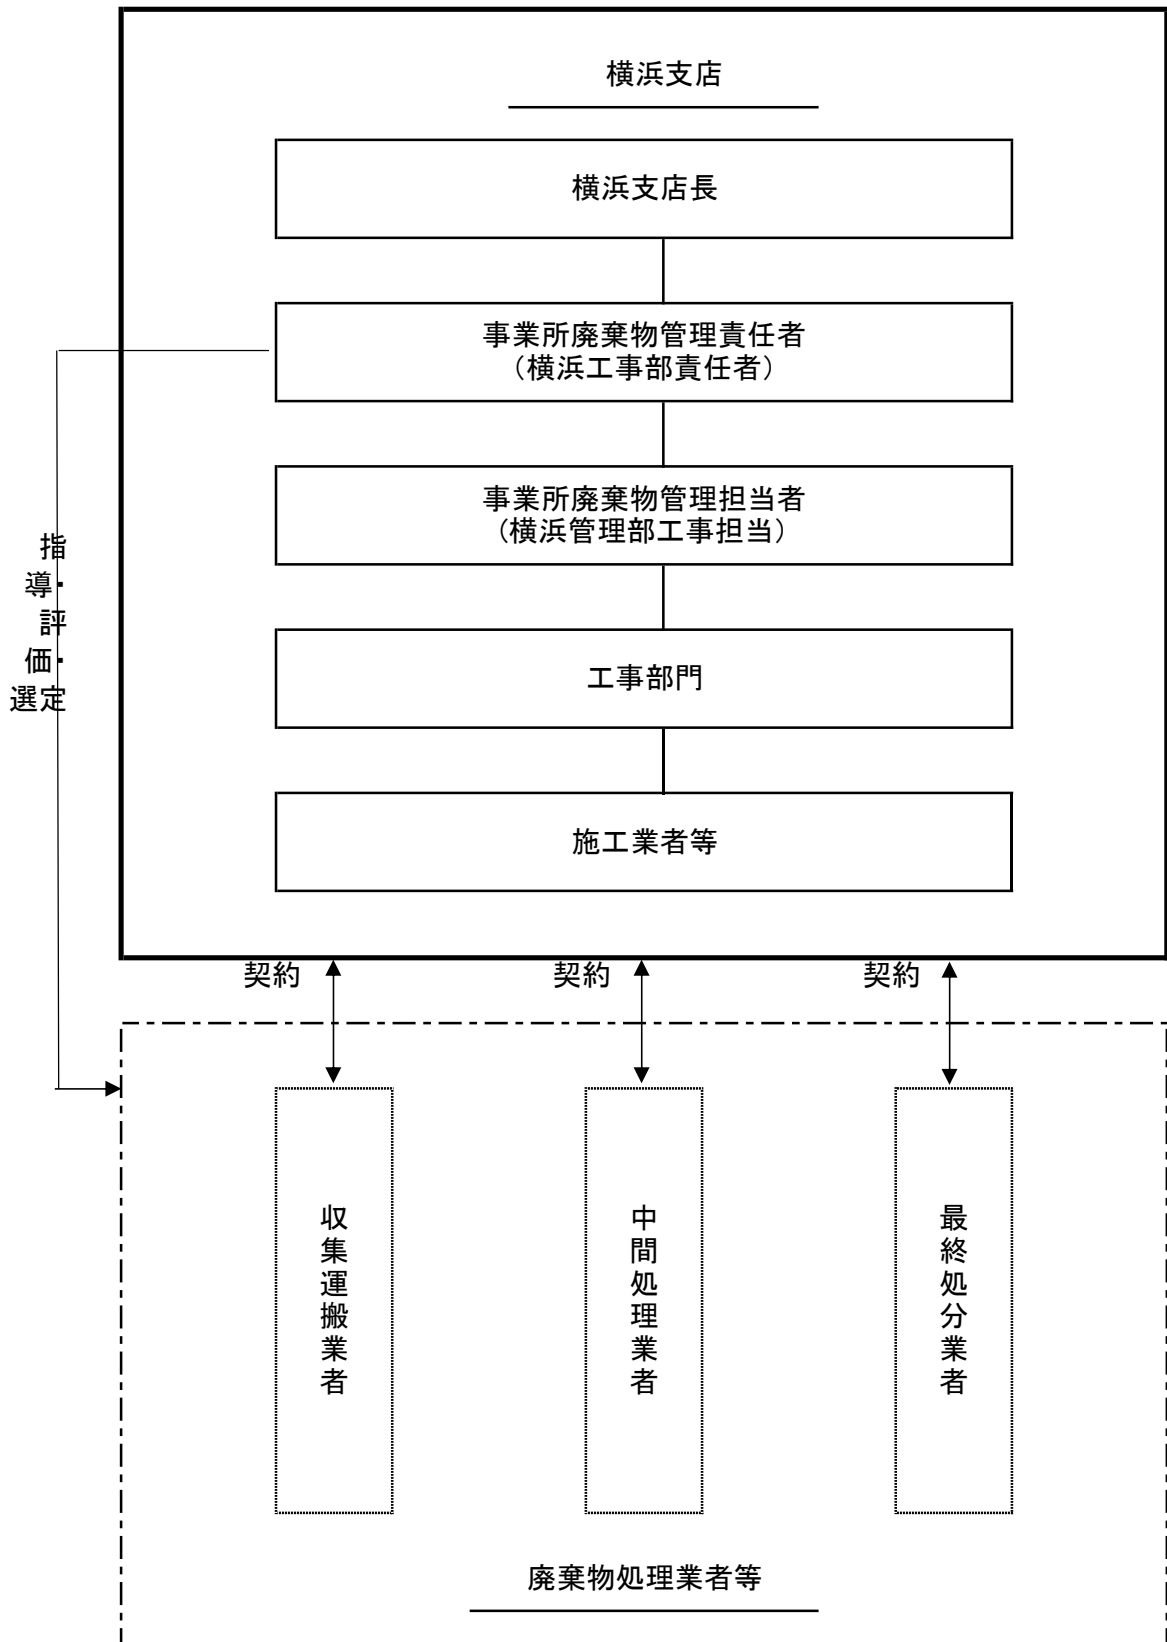 横浜支店
横浜支店長
事業所廃棄物管理責任者
（横浜工事部責任者）
事業所廃棄物管理担当者
（横浜管理部工事担当）
指
導・
評
価・
選定
工事部門
施工業者等
契約
契約
契約
収集運搬業者
中間処理業者
最終処分業者
廃棄物処理業者等